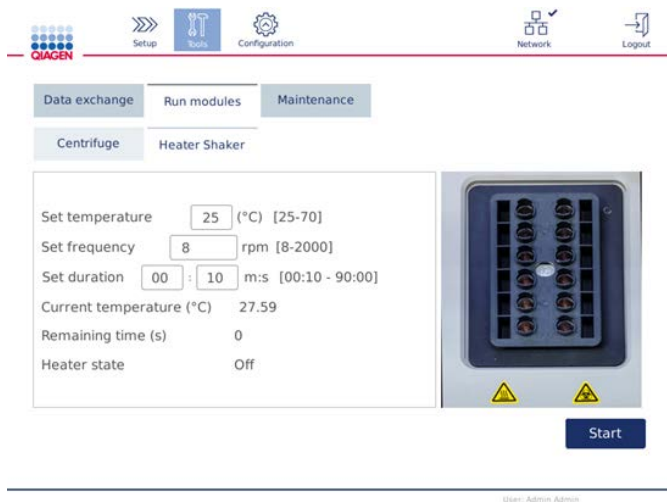 QIAGEN
Setup
Tools
Configuration
Network
Logout
Data exchange Run modules Maintenance
Centrifuge Heater Shaker
Set temperature 25 (°C) [25-70]
Set frequency 8 rpm [8-2000]
Set duration 00 : 10 m:s [00:10 - 90:00]
Current temperature (°C) 27.59
Remaining time (s) 0
Heater state Off
Start
User: Admin Admin